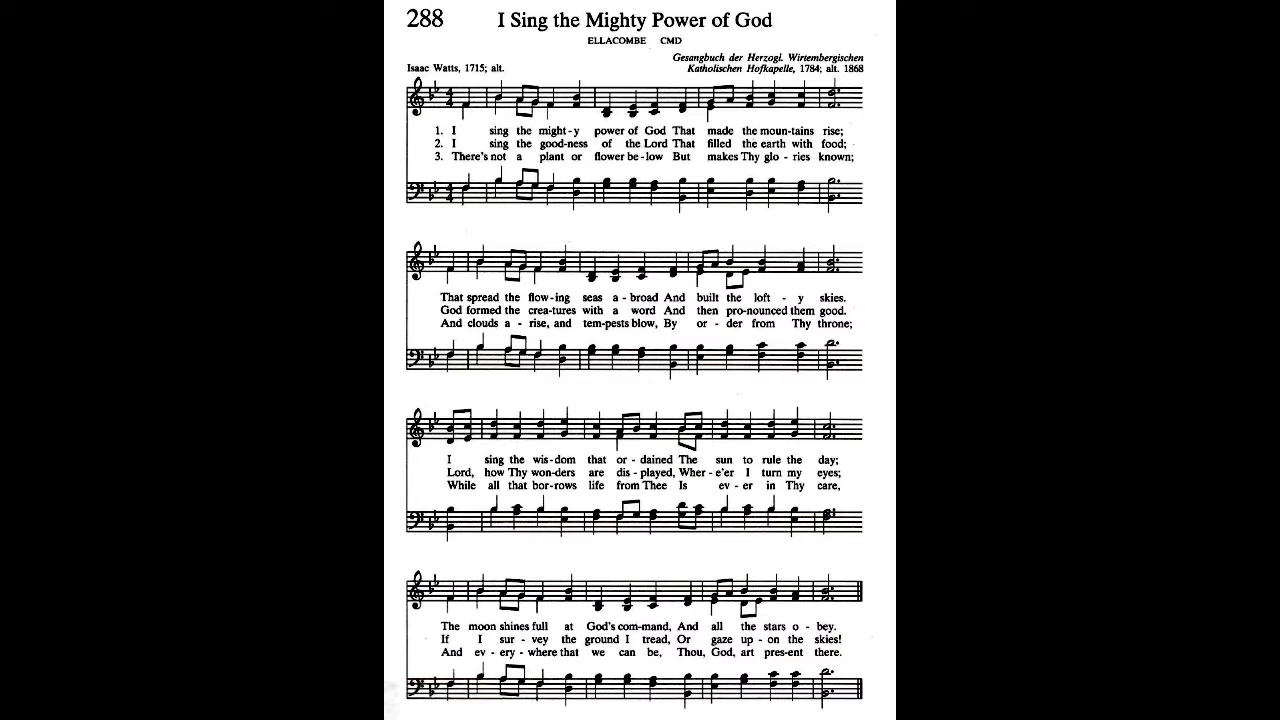 288 I Sing the Mighty Power of God
ELLACOMBE CMD
Gesangbuch der Herzogl. Wirtembergischen
Isaac Watts, 1715; alt. Katholischen Hofkapelle, 1784; alt. 1868
1. I sing the might-y power of God That made the moun-tains rise;
2. I sing the good-ness of the Lord That filled the earth with food;
3. There's not a plant or flower be-low But makes Thy glo-ries known;
That spread the flow-ing seas a-broad And built the loft-y skies.
God formed the crea-tures with a word And then pro-nounced them good.
And clouds a-rise, and tem-pests blow, By or-der from Thy throne;
I sing the wis-dom that or-dained The sun to rule the day;
Lord, how Thy won-ders are dis-played, Wher-e'er I turn my eyes;
While all that bor-rows life from Thee Is ev-er in Thy care,
The moon shines full at God's com-mand, And all the stars o-bey.
If I sur-vey the ground I tread, Or gaze up-on the skies!
And ev-ery-where that we can be, Thou, God, art pres-ent there.